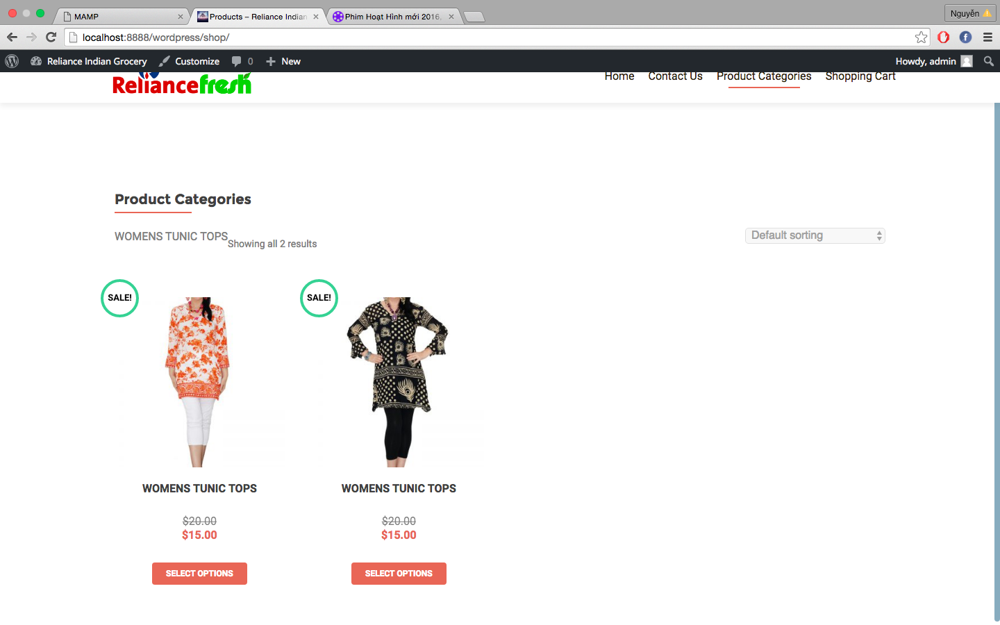 MAMP
Products – Reliance Indian
Phim Hoạt Hình mới 2016,
Nguyễn
localhost:8888/wordpress/shop/
Reliance Indian Grocery
Customize
0
New
Howdy, admin
Reliancefresh
Home
Contact Us
Product Categories
Shopping Cart
Product Categories
WOMENS TUNIC TOPS
Showing all 2 results
Default sorting
SALE!
SALE!
WOMENS TUNIC TOPS
WOMENS TUNIC TOPS
$20.00
$20.00
$15.00
$15.00
SELECT OPTIONS
SELECT OPTIONS